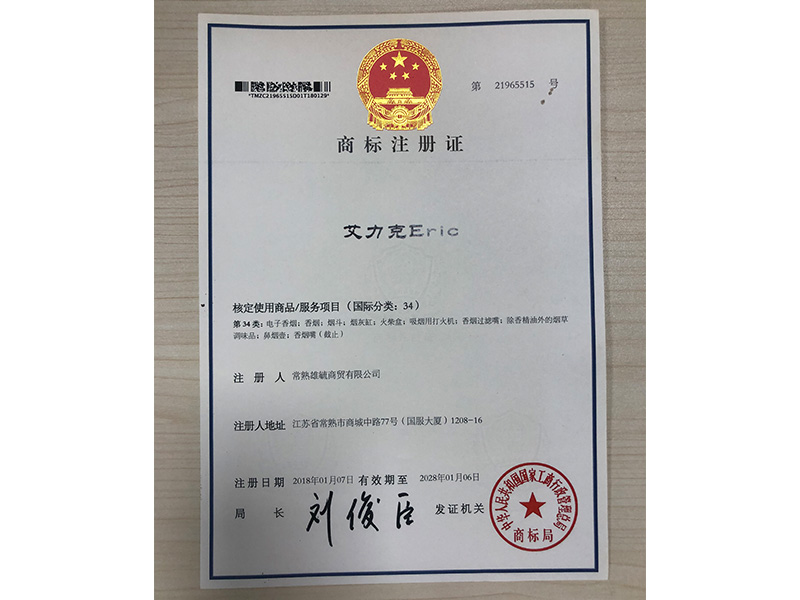 第 21965515 号
*TMZC21965515D01T180129*
商标注册证
艾力克Eric
核定使用商品/服务项目（国际分类：34）
第34类：电子香烟；香烟；烟斗；烟灰缸；火柴盒；吸烟用打火机；香烟过滤嘴；除香精油外的烟草
调味品；鼻烟壶；香烟嘴（截止）
注册人 常熟雄毓商贸有限公司
注册人地址 江苏省常熟市商城中路77号（国服大厦）1208-16
注册日期 2018年01月07日 有效期至 2028年01月06日
局长 刘俊臣 发证机关
中华人民共和国国家工商行政管理总局
商标局